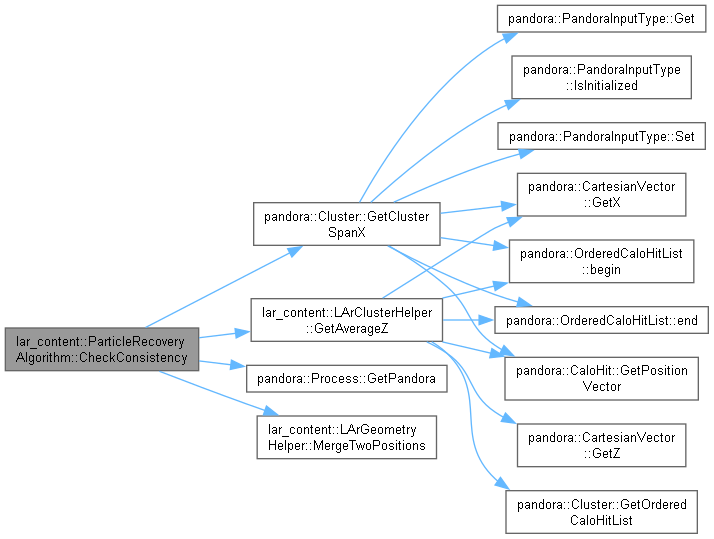 lar_content::ParticleRecovery
Algorithm::CheckConsistency
pandora::Cluster::GetCluster
SpanX
lar_content::LArClusterHelper
::GetAverageZ
pandora::Process::GetPandora
lar_content::LArGeometry
Helper::MergeTwoPositions
pandora::PandoraInputType::Get
pandora::PandoraInputType
::IsInitialized
pandora::PandoraInputType::Set
pandora::CartesianVector
::GetX
pandora::OrderedCaloHitList
::begin
pandora::OrderedCaloHitList::end
pandora::CaloHit::GetPosition
Vector
pandora::CartesianVector
::GetZ
pandora::Cluster::GetOrdered
CaloHitList